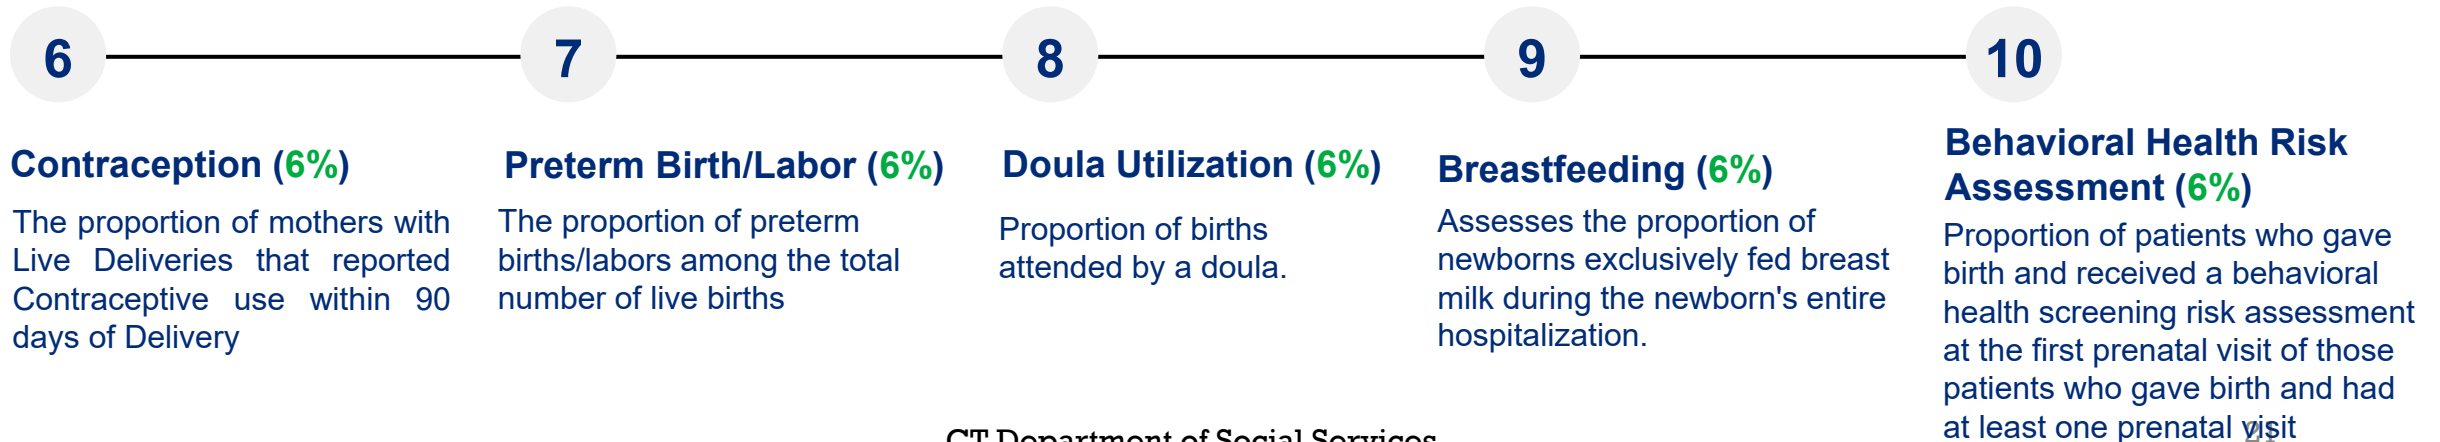 6
7
8
9
10
Contraception (6%)
The proportion of mothers with
Live Deliveries that reported
Contraceptive use within 90
days of Delivery
Preterm Birth/Labor (6%)
The proportion of preterm
births/labors among the total
number of live births
Doula Utilization (6%)
Proportion of births
attended by a doula.
Breastfeeding (6%)
Assesses the proportion of
newborns exclusively fed breast
milk during the newborn's entire
hospitalization.
Behavioral Health Risk
Assessment (6%)
Proportion of patients who gave
birth and received a behavioral
health screening risk assessment
at the first prenatal visit of those
patients who gave birth and had
at least one prenatal visit
CT Department of Social Services
21